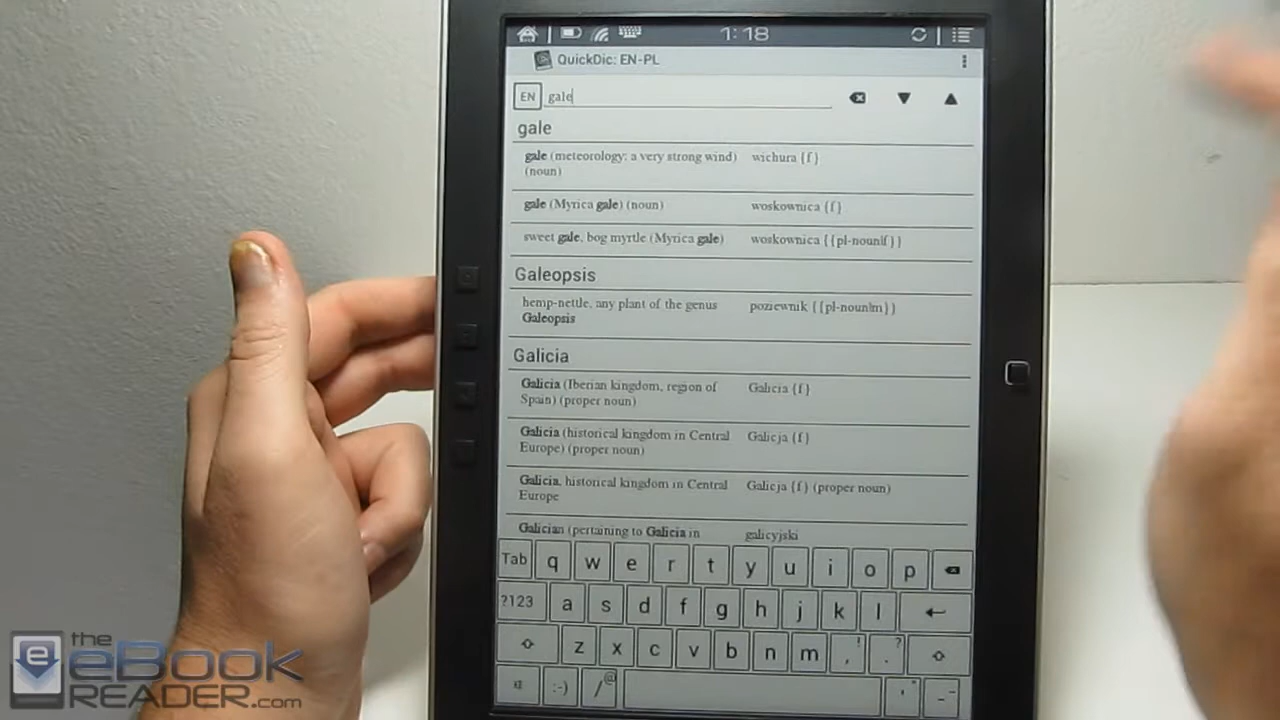 1:18
QuickDic: EN-PL
EN gale
gale
gale (meteorology: a very strong wind) wichura {f}
(noun)
gale (Myrica gale) (noun) woskownica {f}
sweet gale, bog myrtle (Myrica gale) woskownica {{pl-noun|f}}
Galeopsis
hemp-nettle, any plant of the genus poziewnik {{pl-noun|m}}
Galeopsis
Galicia
Galicia (Iberian kingdom, region of Galicia {f}
Spain) (proper noun)
Galicia (historical kingdom in Central Galicja {f}
Europe) (proper noun)
Galicia, historical kingdom in Central Galicja {f} (proper noun)
Europe
Galician (pertaining to Galicia in galicyjski
Tab q w e r t y u i o p
?123 a s d f g h j k l
z x c v b n m , ! . ?
:-) / @ ' " - _
the
eBook
READER.com